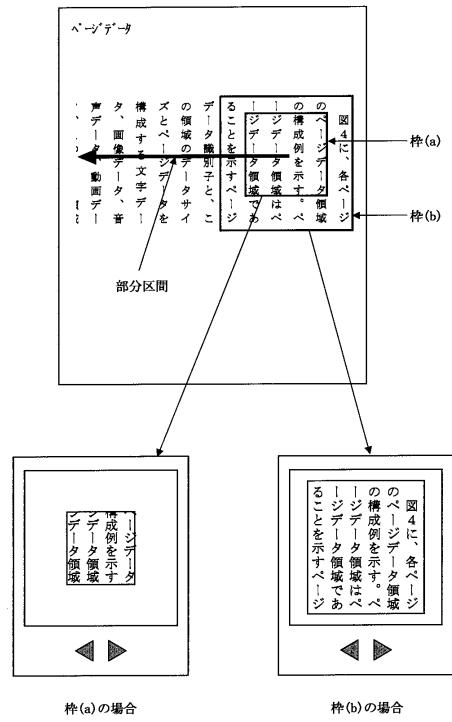 ページデータ
図4に、各ページ
のページデータ領域
の構成例を示す。ペ
ージデータ領域はペ
ージデータ領域であ
ることを示すページ
データ識別子と、こ
の領域のデータサイ
ズとページデータを
構成する文字デー
タ、画像データ、音
声データ、動画デー
枠(a)
枠(b)
部分区間
ージデータ
構成例を示す
ジデータ領域
ジデータ領域
図4に、各ページ
のページデータ領域
の構成例を示す。ペ
ージデータ領域はペ
ージデータ領域であ
ることを示すページ
枠(a)の場合
枠(b)の場合